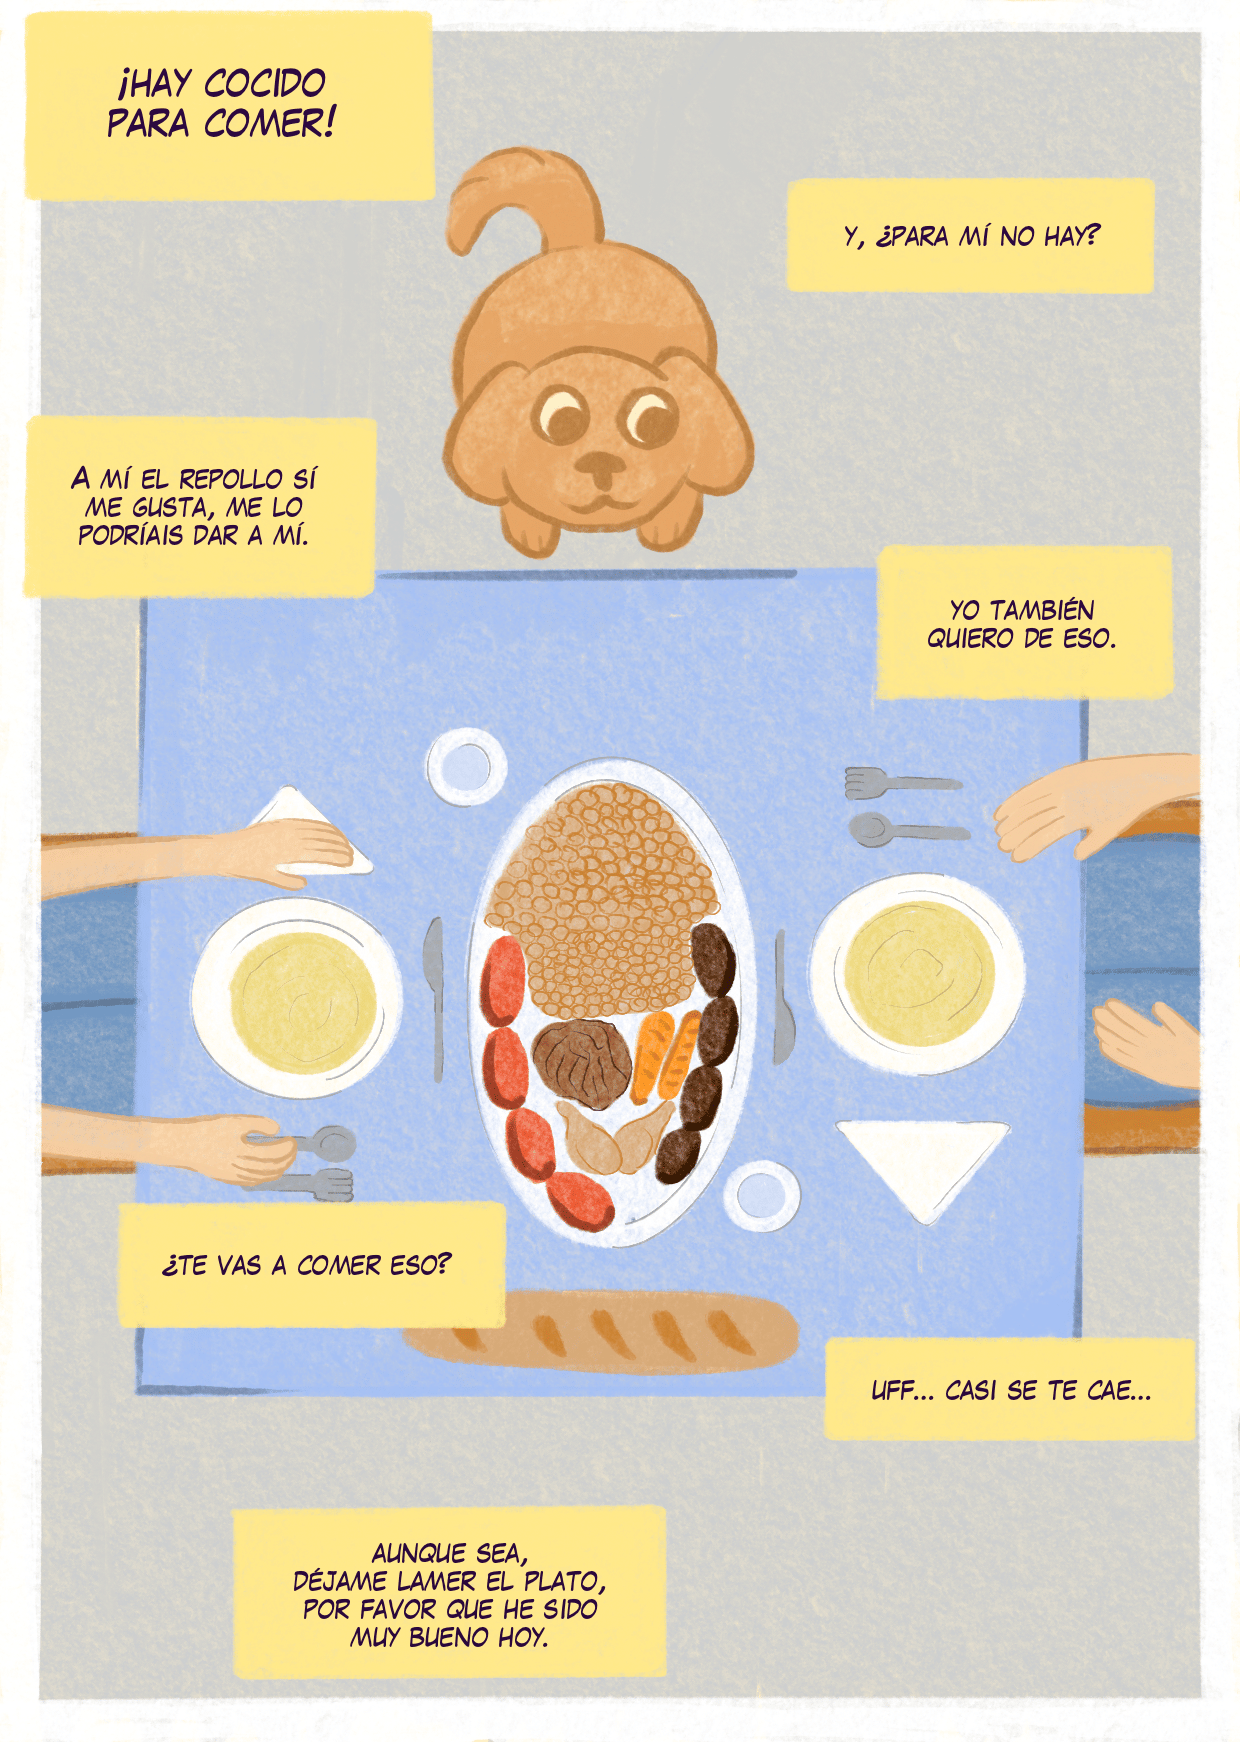 ¡HAY COCIDO
PARA COMER!
Y, ¿PARA MÍ NO HAY?
A MÍ EL REPOLLO SÍ
ME GUSTA, ME LO
PODRÍAIS DAR A MÍ.
YO TAMBIÉN
QUIERO DE ESO.
¿TE VAS A COMER ESO?
UFF... CASI SE TE CAE...
AUNQUE SEA,
DÉJAME LAMER EL PLATO,
POR FAVOR QUE HE SIDO
MUY BUENO HOY.